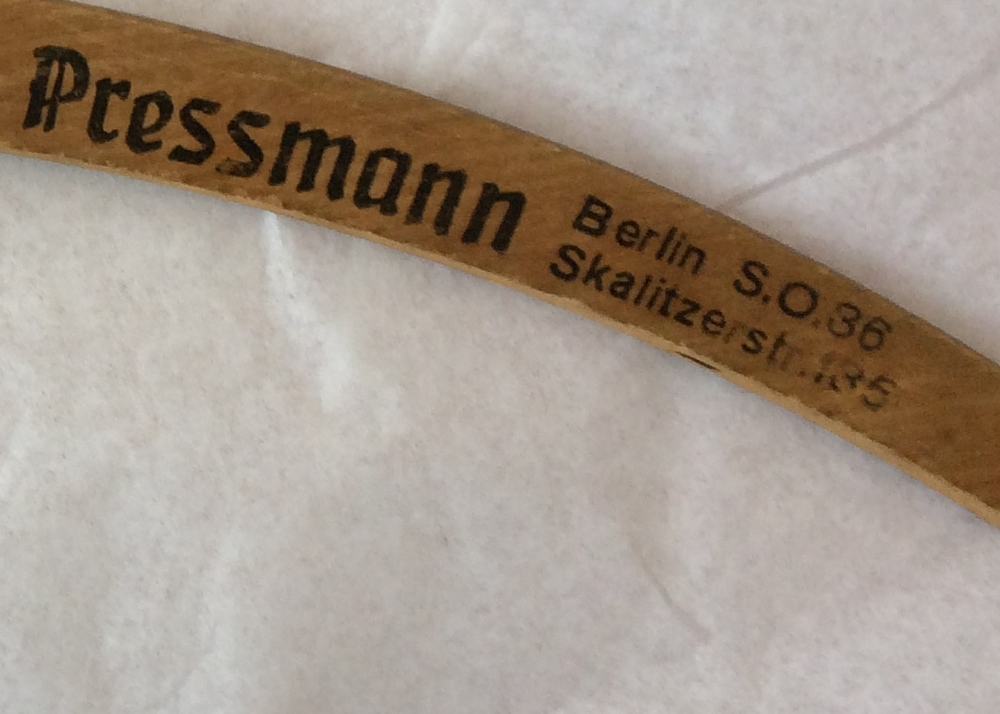 Pressmann
Berlin S.O.36
Skalitzerstr.135